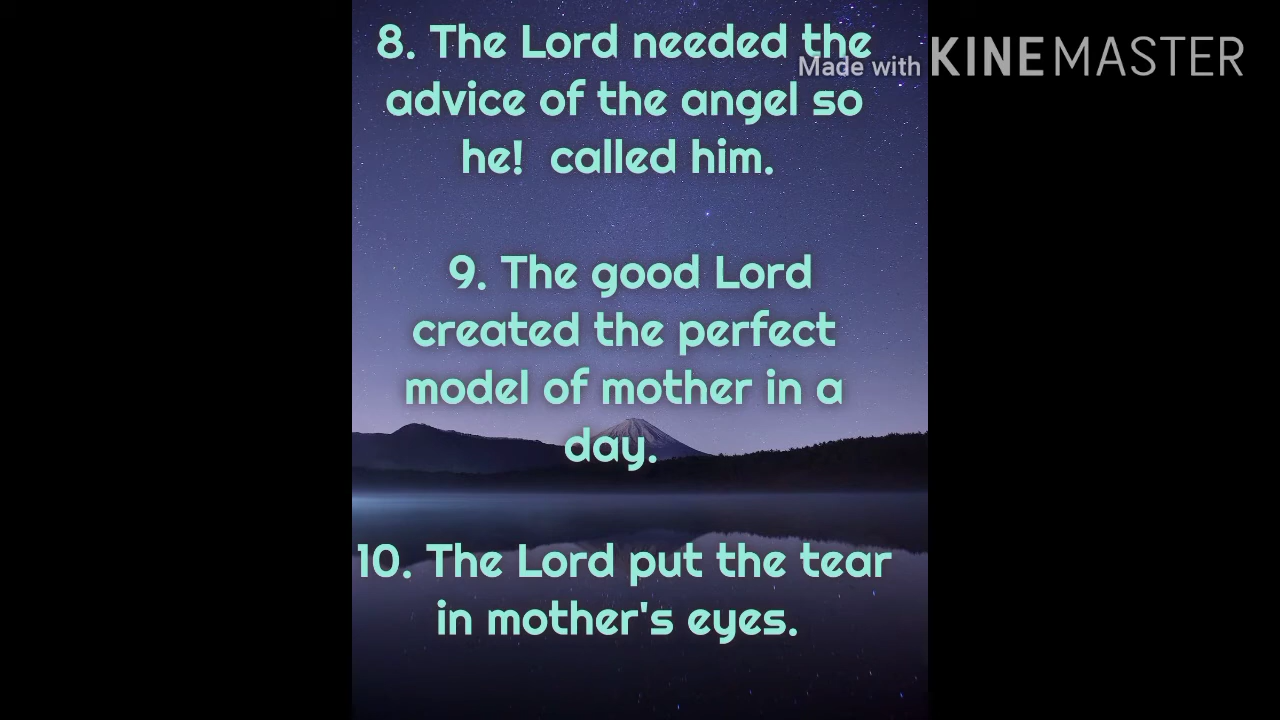 8. The Lord needed the
Made with KINEMASTER
advice of the angel so
he!  called him.
9. The good Lord
created the perfect
model of mother in a
day.
10. The Lord put the tear
in mother's eyes.